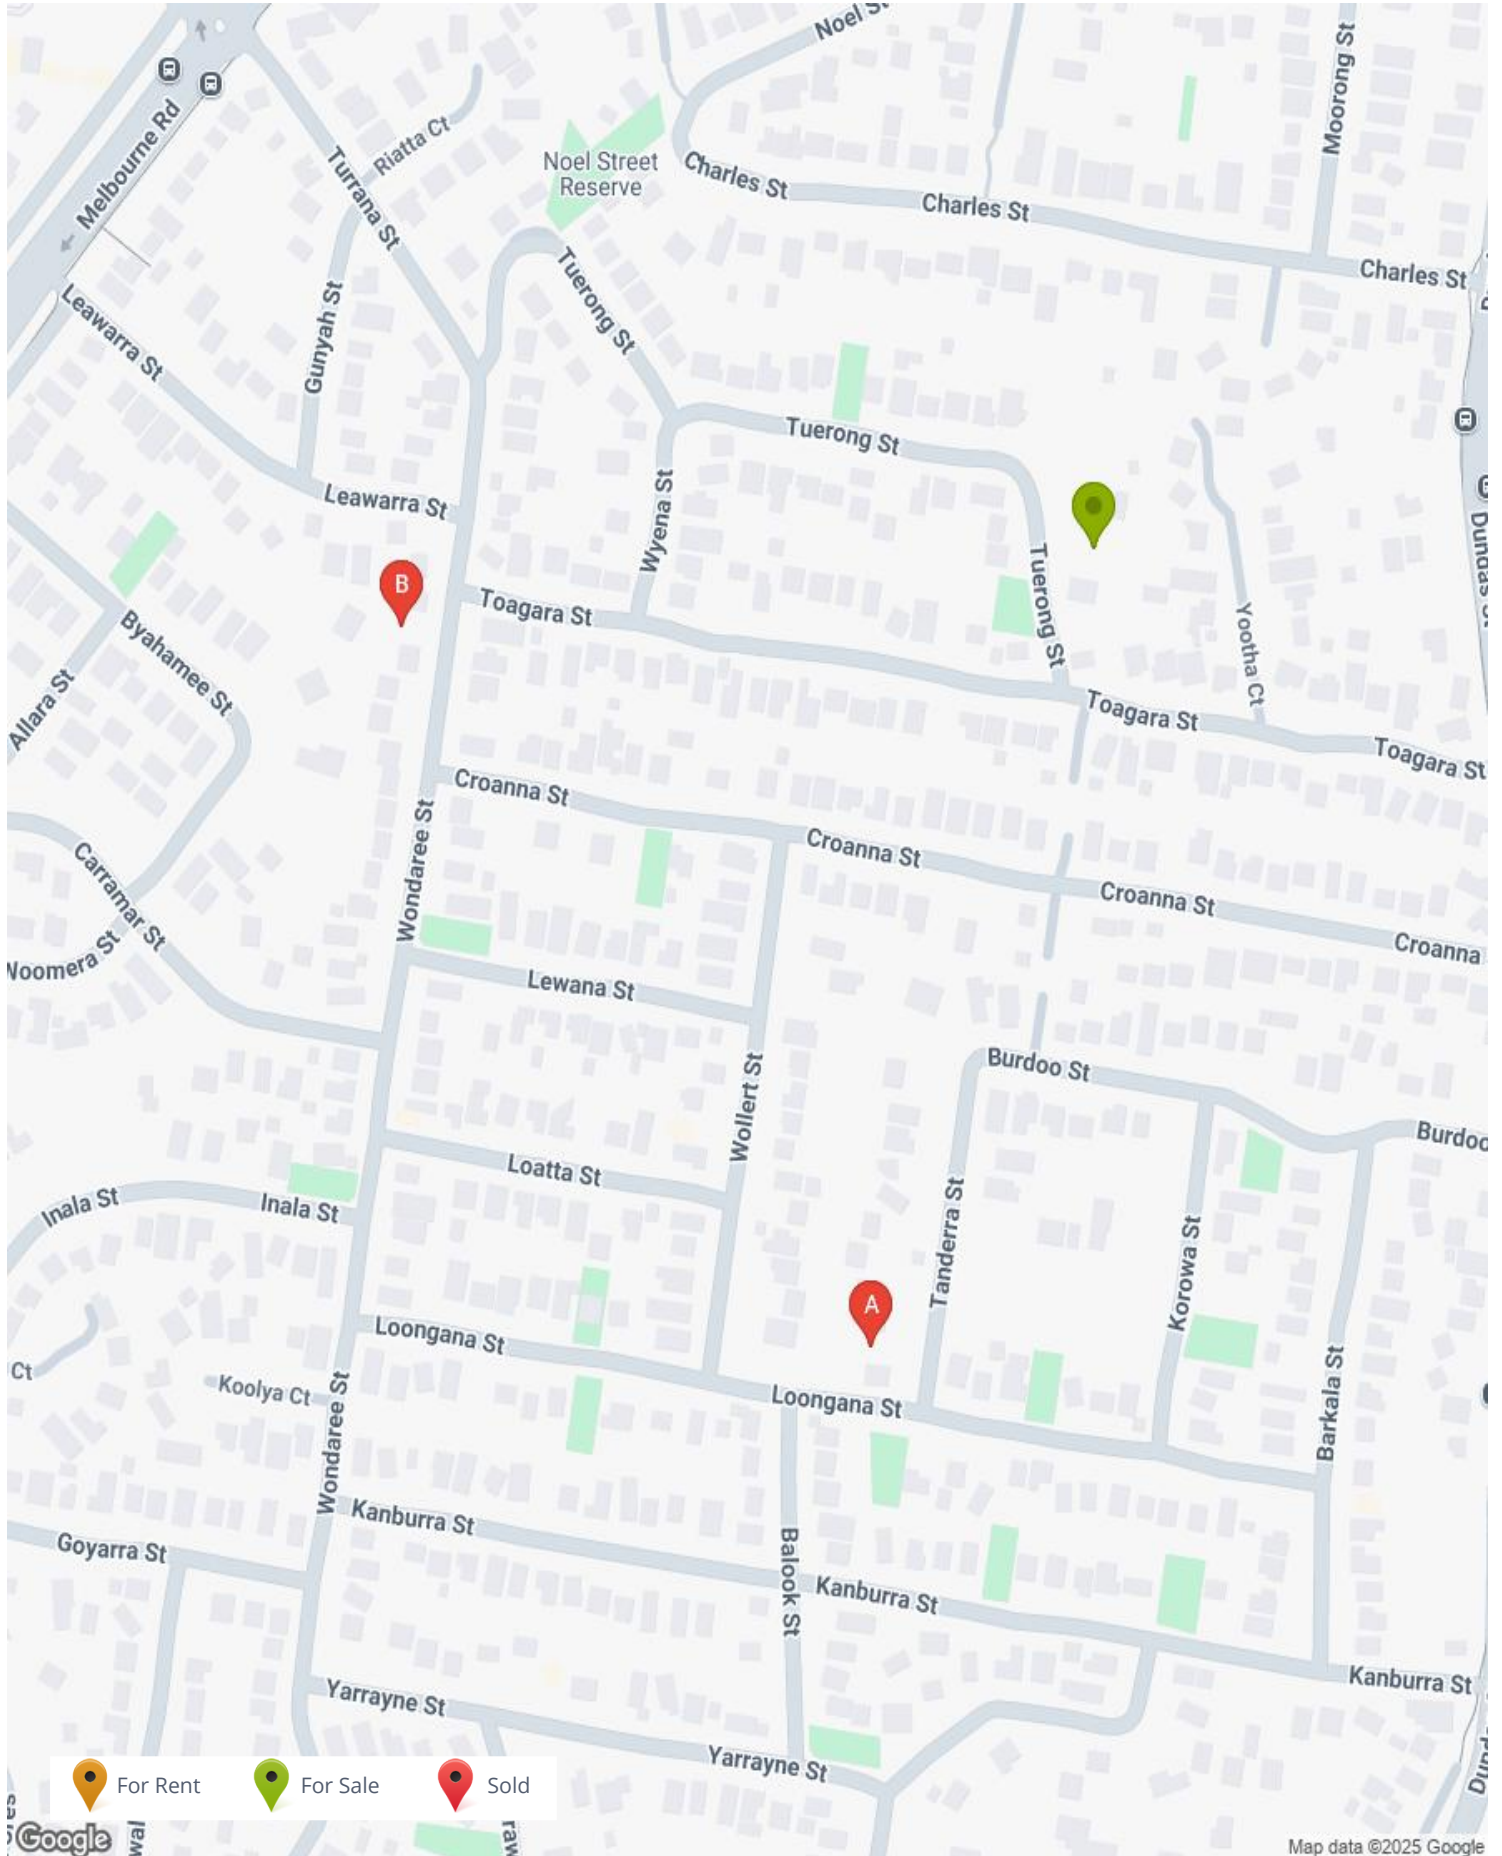 Noel St
Moorong St
Melbourne Rd
Riatta Ct
Turrana St
Noel Street
Reserve
Charles St
Charles St
Charles St
Tuerong St
Leawarra St
Gunyah St
Tuerong St
Leawarra St
Wyena St
Dundas St
B
Tuerong St
Toagara St
Yootha Ct
Byahamee St
Allara St
Toagara St
Toagara St
Croanna St
Wondaree St
Croanna St
Carramar St
Croanna St
Croanna
Noomera St
Lewana St
Burdoo St
Wollert St
Burdoo
Loatta St
Inala St
Inala St
Tanderra St
Korowa St
A
Loongana St
Ct
Koolya Ct
Loongana St
Barkala St
Wondaree St
Kanburra St
Goyarra St
Balook St
Kanburra St
Kanburra St
Yarrayne St
Yarrayne St
For Rent
For Sale
Sold
Google
Map data ©2025 Google